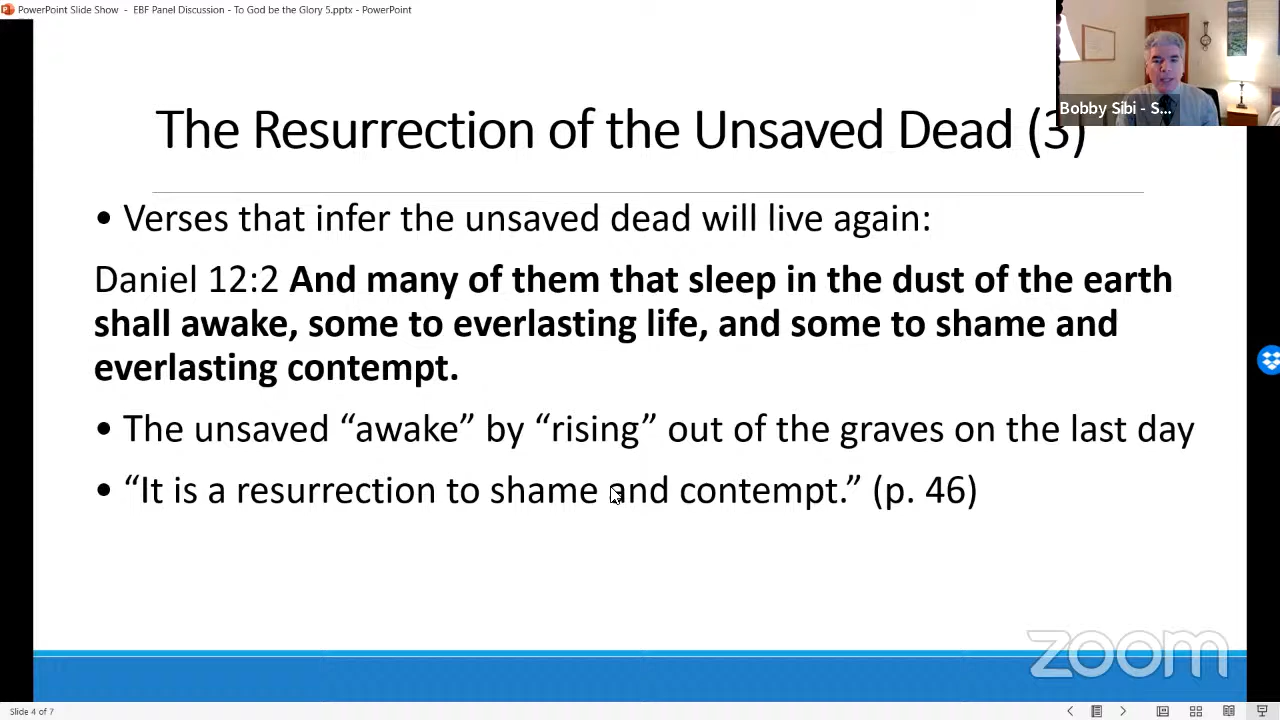 PowerPoint Slide Show - EBF Panel Discussion - To God be the Glory 5.pptx - PowerPoint
Bobby Sibi - S...
The Resurrection of the Unsaved Dead (3)
• Verses that infer the unsaved dead will live again:
Daniel 12:2 And many of them that sleep in the dust of the earth
shall awake, some to everlasting life, and some to shame and
everlasting contempt.
• The unsaved “awake” by “rising” out of the graves on the last day
• “It is a resurrection to shame and contempt.” (p. 46)
zoom
Slide 4 of 7